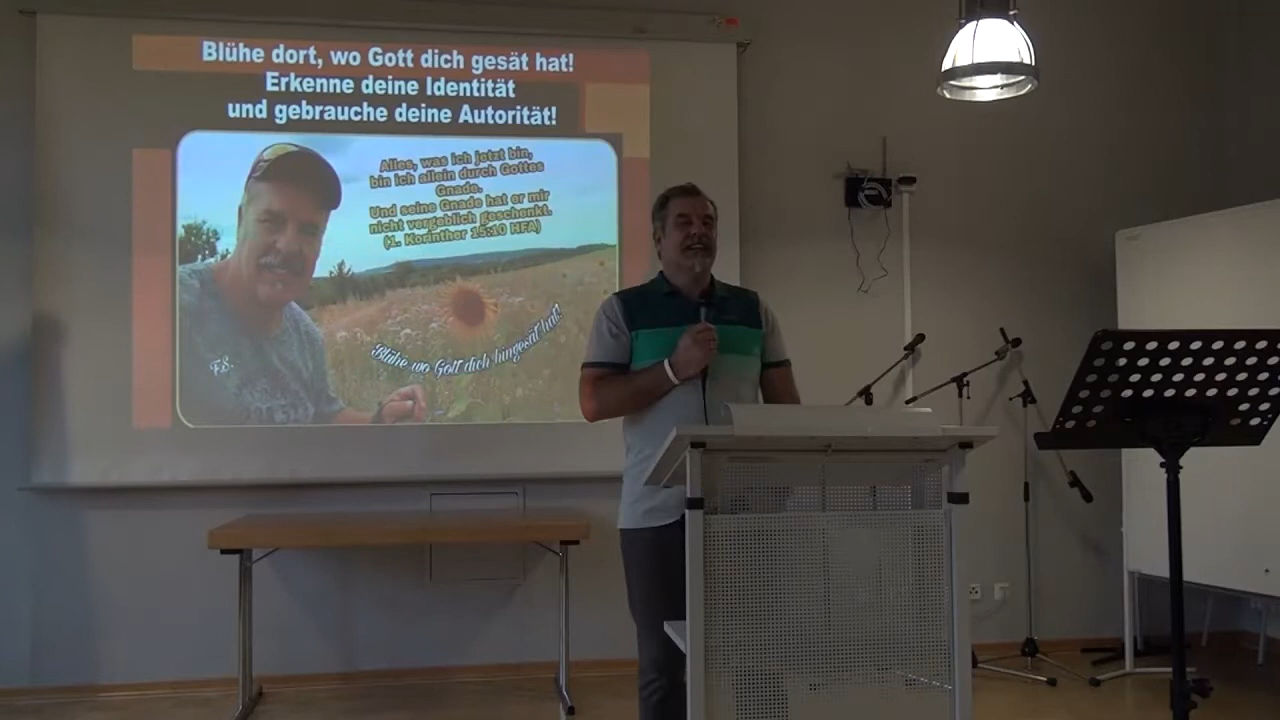 Blühe dort, wo Gott dich gesät hat!
Erkenne deine Identität
und gebrauche deine Autorität!
Alles, was ich jetzt bin,
bin ich allein durch Gottes
Gnade.
Und seine Gnade hat er mir
nicht vergeblich geschenkt.
(1. Korinther 15:10 HFA)
Blühe wo Gott dich hingesät hat!
F.S.